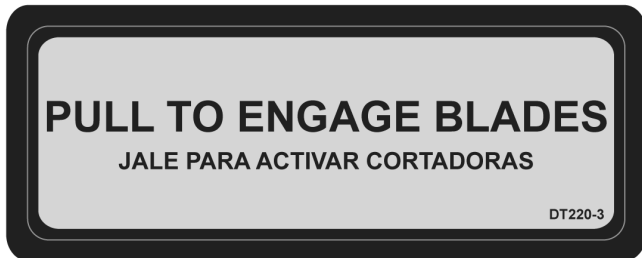 PULL TO ENGAGE BLADES
JALE PARA ACTIVAR CORTADORAS
DT220-3